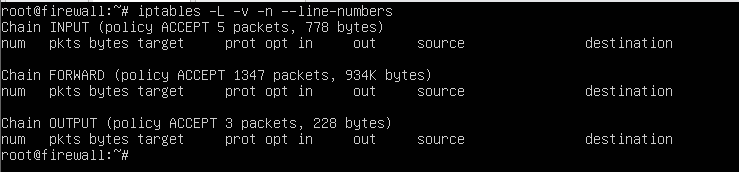 root@firewall:~# iptables -L -v -n --line-numbers
Chain INPUT (policy ACCEPT 5 packets, 778 bytes)
num   pkts bytes target     prot opt in     out     source               destination
Chain FORWARD (policy ACCEPT 1347 packets, 934K bytes)
num   pkts bytes target     prot opt in     out     source               destination
Chain OUTPUT (policy ACCEPT 3 packets, 228 bytes)
num   pkts bytes target     prot opt in     out     source               destination
root@firewall:~#